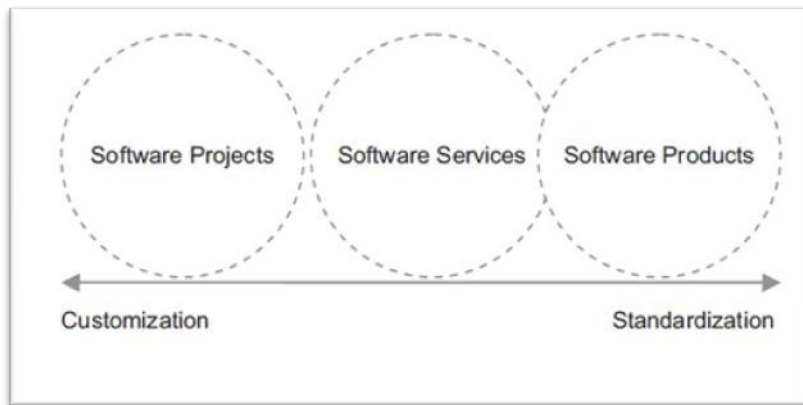 Software Projects
Software Services
Software Products
Customization
Standardization